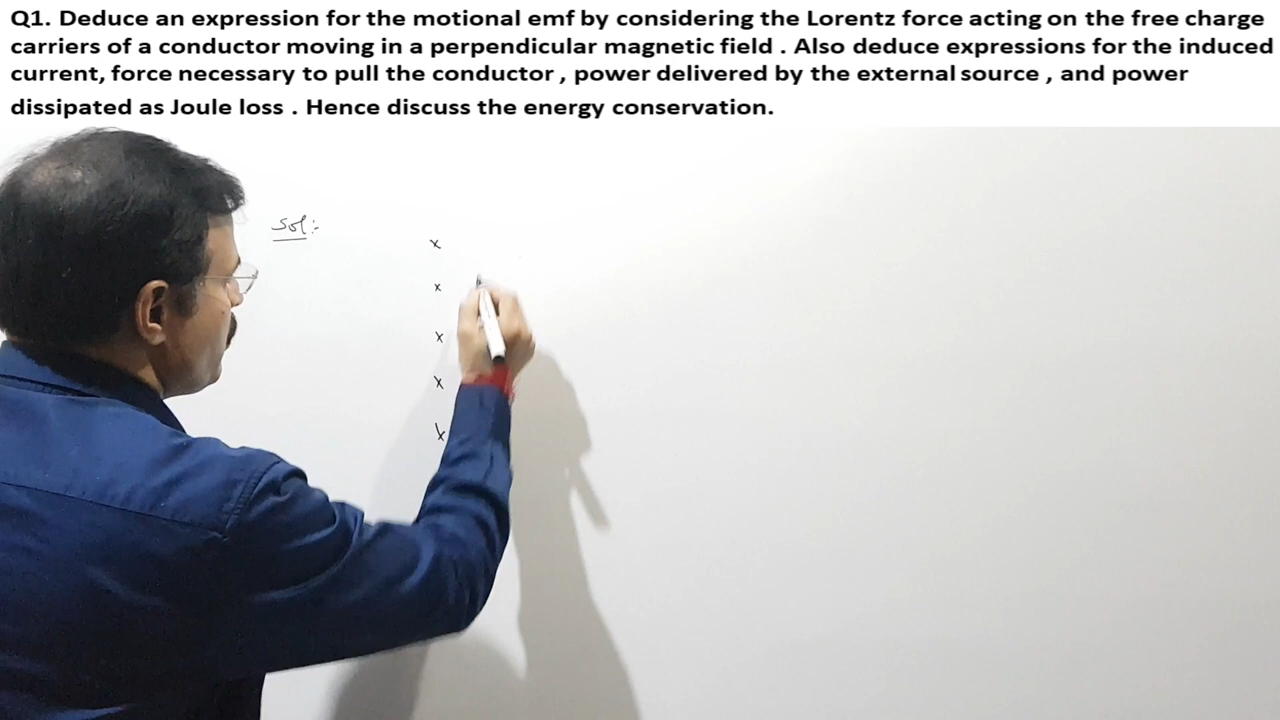 Q1. Deduce an expression for the motional emf by considering the Lorentz force acting on the free charge
carriers of a conductor moving in a perpendicular magnetic field . Also deduce expressions for the induced
current, force necessary to pull the conductor , power delivered by the external source , and power
dissipated as Joule loss . Hence discuss the energy conservation.
Sol:-
x
x
x
x
x